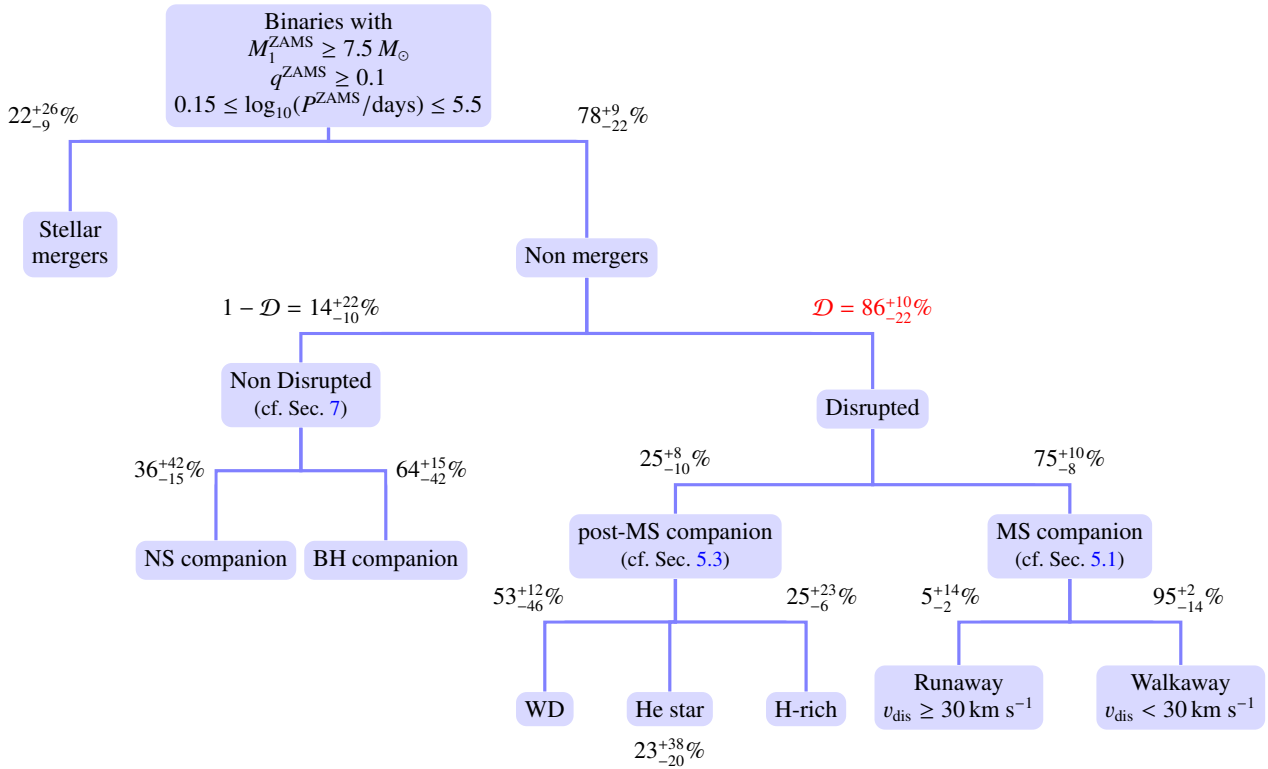 Binaries with
M₁^ZAMS ≥ 7.5 M⊙
q^ZAMS ≥ 0.1
0.15 ≤ log₁₀(P^ZAMS/days) ≤ 5.5
22⁺²⁶₋₉%
78⁺⁹₋₂₂%
Stellar
mergers
Non mergers
1 − 𝒟 = 14⁺²²₋₁₀%
𝒟 = 86⁺¹⁰₋₂₂%
Non Disrupted
(cf. Sec. 7)
Disrupted
36⁺⁴²₋₁₅%
64⁺¹⁵₋₄₂%
25⁺⁸₋₁₀%
75⁺¹⁰₋₈%
NS companion
BH companion
post-MS companion
(cf. Sec. 5.3)
MS companion
(cf. Sec. 5.1)
53⁺¹²₋₄₆%
25⁺²³₋₆%
5⁺¹⁴₋₂%
95⁺²₋₁₄%
WD
He star
H-rich
Runaway
v_dis ≥ 30 km s⁻¹
Walkaway
v_dis < 30 km s⁻¹
23⁺³⁸₋₂₀%